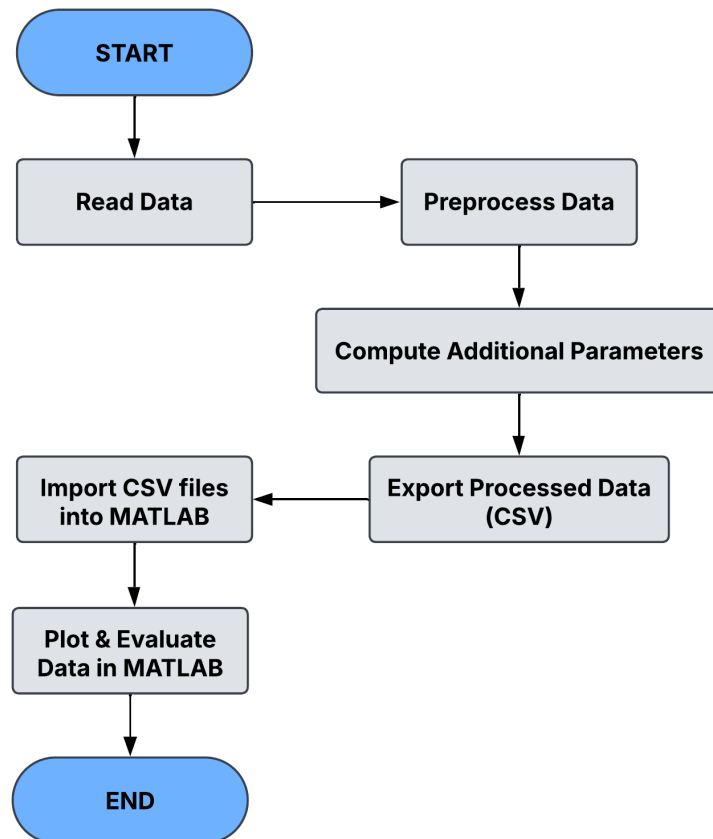 START
Read Data
Preprocess Data
Compute Additional Parameters
Export Processed Data
(CSV)
Import CSV files
into MATLAB
Plot & Evaluate
Data in MATLAB
END